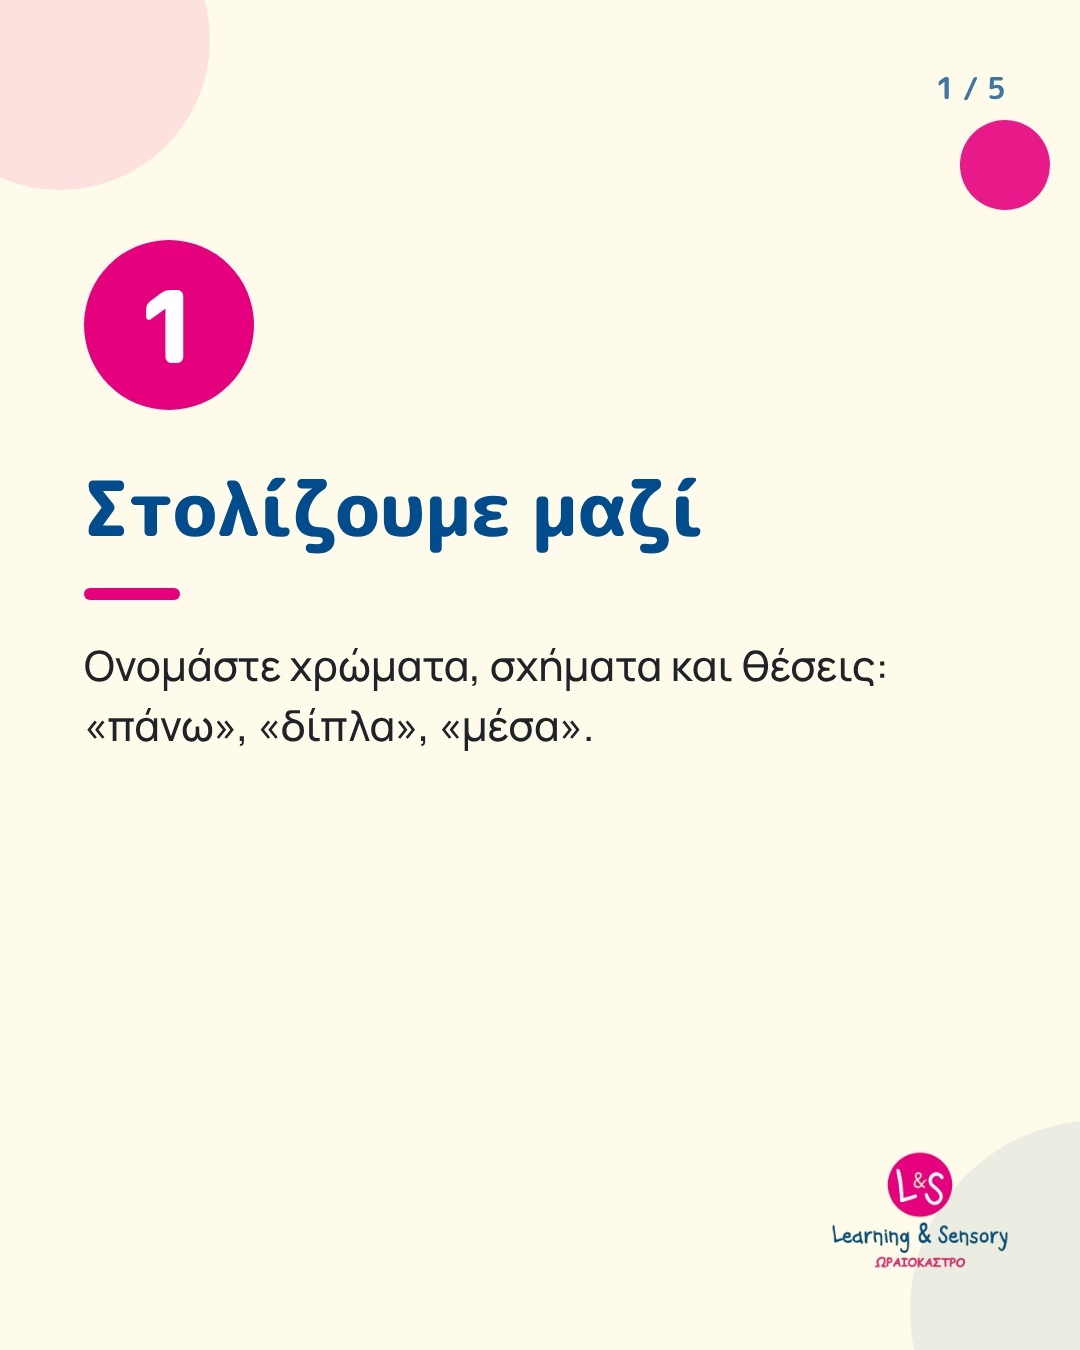 1 / 5
1
Στολίζουμε μαζί
Ονομάστε χρώματα, σχήματα και θέσεις:
«πάνω», «δίπλα», «μέσα».
L&S
Learning & Sensory
ΩΡΑΙΟΚΑΣΤΡΟ